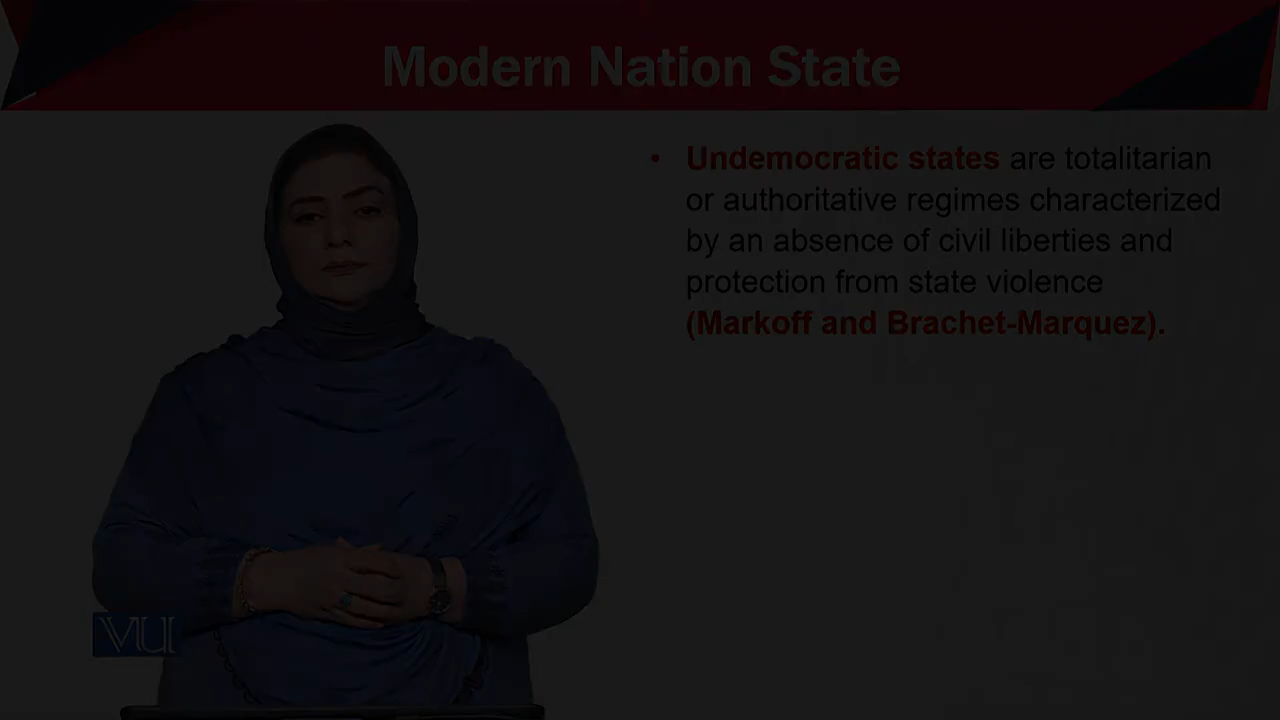 Modern Nation State
• Undemocratic states are totalitarian
or authoritative regimes characterized
by an absence of civil liberties and
protection from state violence
(Markoff and Brachet-Marquez).
VU